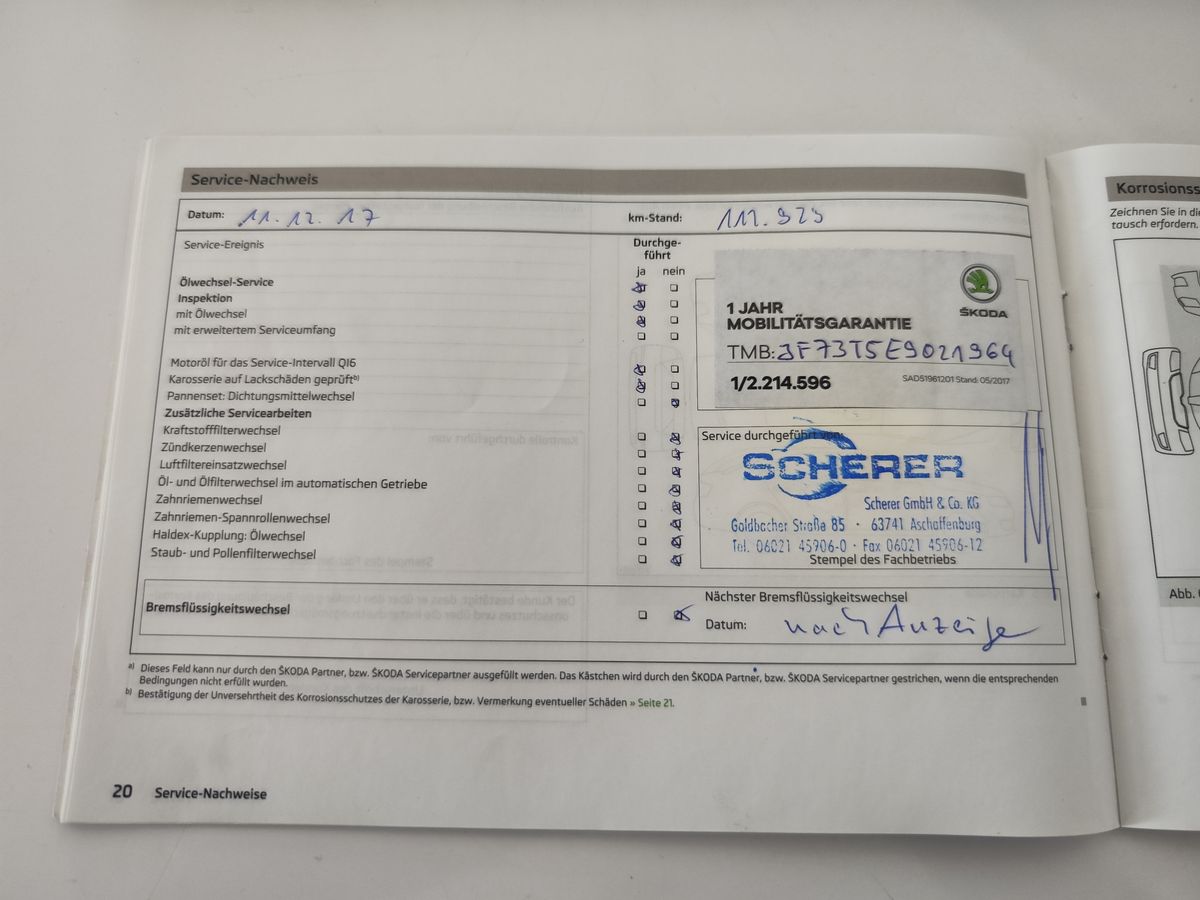 Service-Nachweis
Datum: 11.12.17 km-Stand: 111.929
Service-Ereignis
Durchge-
führt
ja nein
Ölwechsel-Service
Inspektion
mit Ölwechsel
mit erweitertem Serviceumfang
Motoröl für das Service-Intervall QI6
Karosserie auf Lackschäden geprüft b)
Pannenset: Dichtungsmittelwechsel
Zusätzliche Servicearbeiten
Kraftstofffilterwechsel
Zündkerzenwechsel
Luftfiltereinsatzwechsel
Öl- und Ölfilterwechsel im automatischen Getriebe
Zahnriemenwechsel
Zahnriemen-Spannrollenwechsel
Haldex-Kupplung: Ölwechsel
Staub- und Pollenfilterwechsel
ŠKODA
1 JAHR
MOBILITÄTSGARANTIE
TMB: JF73T5E9021964
1/2.214.596 SAD51961201 Stand: 05/2017
Service durchgeführt von:
SCHERER
Scherer GmbH & Co. KG
Goldbacher Straße 85 · 63741 Aschaffenburg
Tel. 06021 45906-0 · Fax 06021 45906-12
Stempel des Fachbetriebs
Bremsflüssigkeitswechsel
Nächster Bremsflüssigkeitswechsel
Datum: nach Anzeige
a) Dieses Feld kann nur durch den ŠKODA Partner, bzw. ŠKODA Servicepartner ausgefüllt werden. Das Kästchen wird durch den ŠKODA Partner, bzw. ŠKODA Servicepartner gestrichen, wenn die entsprechenden
Bedingungen nicht erfüllt wurden.
b) Bestätigung der Unversehrtheit des Korrosionsschutzes der Karosserie, bzw. Vermerkung eventueller Schäden » Seite 21.
20 Service-Nachweise
Korrosionss
Zeichnen Sie in di
tausch erfordern.
Abb.